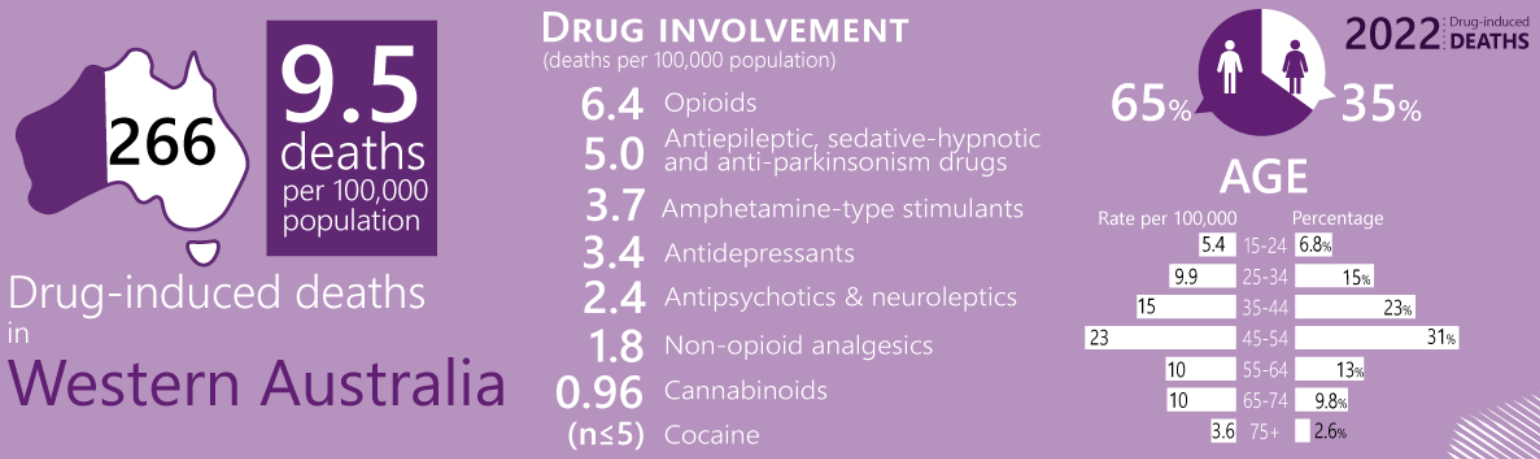 266
9.5
deaths
per 100,000
population
Drug-induced deaths
in
Western Australia
DRUG INVOLVEMENT
(deaths per 100,000 population)
6.4 Opioids
5.0 Antiepileptic, sedative-hypnotic
and anti-parkinsonism drugs
3.7 Amphetamine-type stimulants
3.4 Antidepressants
2.4 Antipsychotics & neuroleptics
1.8 Non-opioid analgesics
0.96 Cannabinoids
(n≤5) Cocaine
2022 Drug-induced
DEATHS
65% 35%
AGE
Rate per 100,000 Percentage
5.4 15-24 6.8%
9.9 25-34 15%
15 35-44 23%
23 45-54 31%
10 55-64 13%
10 65-74 9.8%
3.6 75+ 2.6%